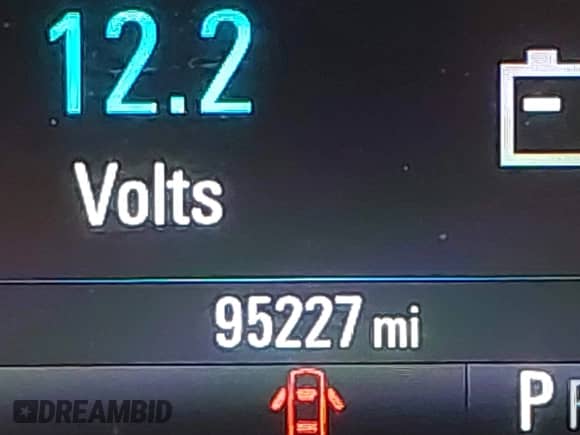 12.2
Volts
95227 mi
P
DREAMBID